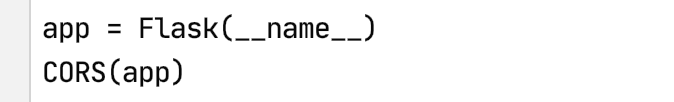 app = Flask(__name__)
CORS(app)